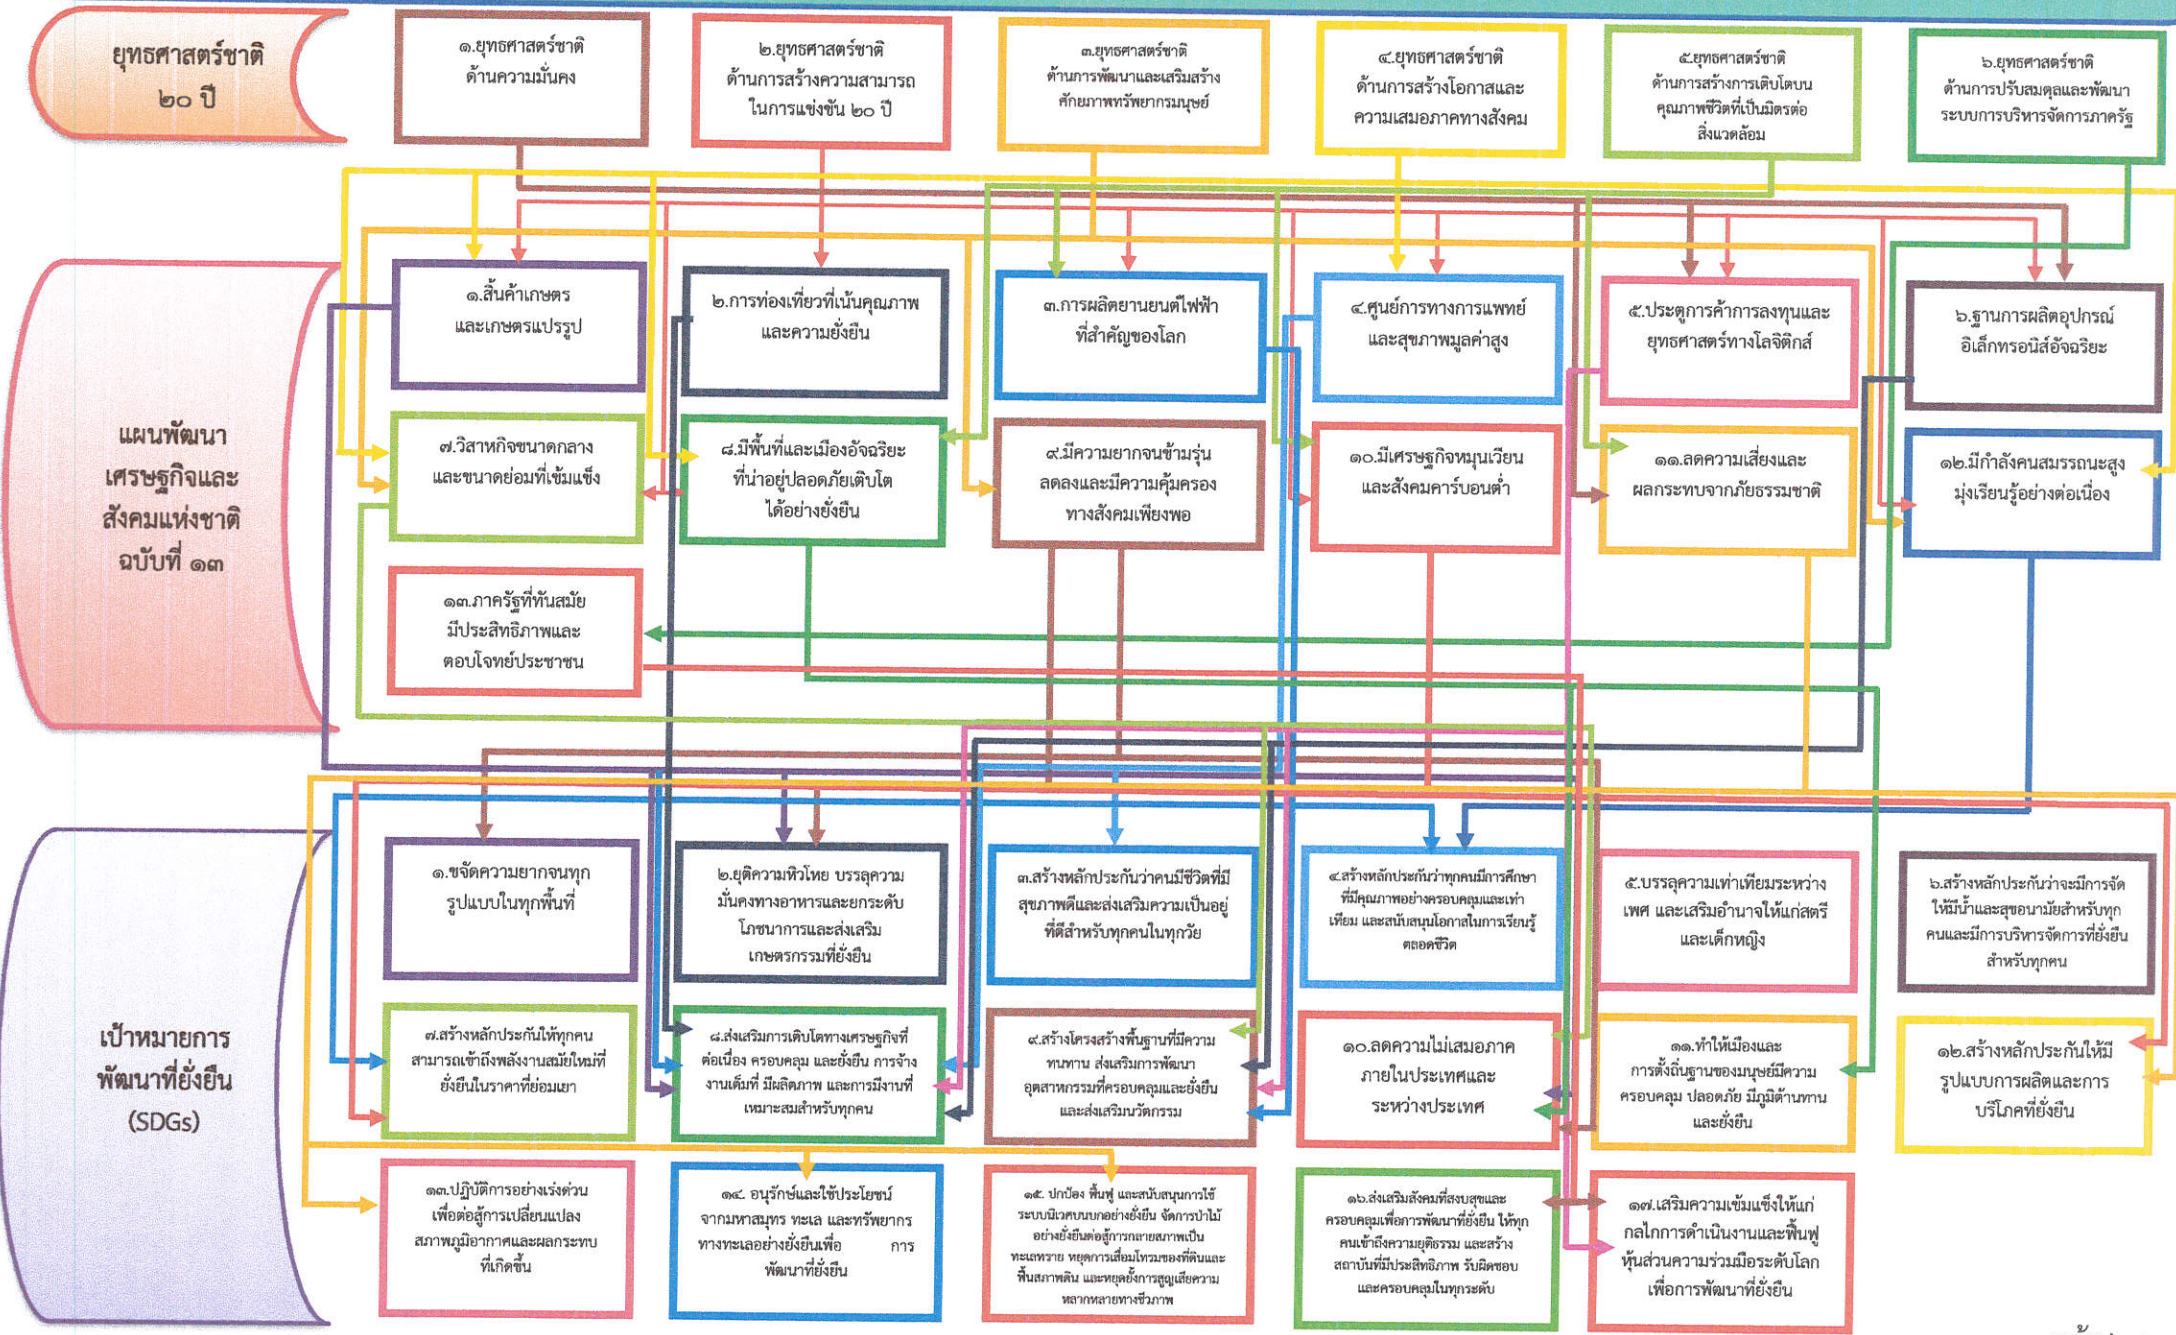 ยุทธศาสตร์ชาติ
๒๐ ปี
๑.ยุทธศาสตร์ชาติ
ด้านความมั่นคง
๒.ยุทธศาสตร์ชาติ
ด้านการสร้างความสามารถ
ในการแข่งขัน ๒๐ ปี
๓.ยุทธศาสตร์ชาติ
ด้านการพัฒนาและเสริมสร้าง
ศักยภาพทรัพยากรมนุษย์
๔.ยุทธศาสตร์ชาติ
ด้านการสร้างโอกาสและ
ความเสมอภาคทางสังคม
๕.ยุทธศาสตร์ชาติ
ด้านการสร้างการเติบโตบน
คุณภาพชีวิตที่เป็นมิตรต่อ
สิ่งแวดล้อม
๖.ยุทธศาสตร์ชาติ
ด้านการปรับสมดุลและพัฒนา
ระบบการบริหารจัดการภาครัฐ
แผนพัฒนา
เศรษฐกิจและ
สังคมแห่งชาติ
ฉบับที่ ๑๓
๑.สิ้นค้าเกษตร
และเกษตรแปรรูป
๒.การท่องเที่ยวที่เน้นคุณภาพ
และความยั่งยืน
๓.การผลิตยานยนต์ไฟฟ้า
ที่สำคัญของโลก
๔.ศูนย์การทางการแพทย์
และสุขภาพมูลค่าสูง
๕.ประตูการค้าการลงทุนและ
ยุทธศาสตร์ทางโลจิติกส์
๖.ฐานการผลิตอุปกรณ์
อิเล็กทรอนิส์อัจฉริยะ
๗.วิสาหกิจขนาดกลาง
และขนาดย่อมที่เข้มแข็ง
๘.มีพื้นที่และเมืองอัจฉริยะ
ที่น่าอยู่ปลอดภัยเติบโต
ได้อย่างยั่งยืน
๙.มีความยากจนข้ามรุ่น
ลดลงและมีความคุ้มครอง
ทางสังคมเพียงพอ
๑๐.มีเศรษฐกิจหมุนเวียน
และสังคมคาร์บอนต่ำ
๑๑.ลดความเสี่ยงและ
ผลกระทบจากภัยธรรมชาติ
๑๒.มีกำลังคนสมรรถนะสูง
มุ่งเรียนรู้อย่างต่อเนื่อง
๑๓.ภาครัฐที่ทันสมัย
มีประสิทธิภาพและ
ตอบโจทย์ประชาชน
เป้าหมายการ
พัฒนาที่ยั่งยืน
(SDGs)
๑.ขจัดความยากจนทุก
รูปแบบในทุกพื้นที่
๒.ยุติความหิวโหย บรรลุความ
มั่นคงทางอาหารและยกระดับ
โภชนาการและส่งเสริม
เกษตรกรรมที่ยั่งยืน
๓.สร้างหลักประกันว่าคนมีชีวิตที่มี
สุขภาพดีและส่งเสริมความเป็นอยู่
ที่ดีสำหรับทุกคนในทุกวัย
๔.สร้างหลักประกันว่าทุกคนมีการศึกษา
ที่มีคุณภาพอย่างครอบคลุมและเท่า
เทียม และสนับสนุนโอกาสในการเรียนรู้
ตลอดชีวิต
๕.บรรลุความเท่าเทียมระหว่าง
เพศ และเสริมอำนาจให้แก่สตรี
และเด็กหญิง
๖.สร้างหลักประกันว่าจะมีการจัด
ให้มีน้ำและสุขอนามัยสำหรับทุก
คนและมีการบริหารจัดการที่ยั่งยืน
สำหรับทุกคน
๗.สร้างหลักประกันให้ทุกคน
สามารถเข้าถึงพลังงานสมัยใหม่ที่
ยั่งยืนในราคาที่ย่อมเยา
๘.ส่งเสริมการเติบโตทางเศรษฐกิจที่
ต่อเนื่อง ครอบคลุม และยั่งยืน การจ้าง
งานเต็มที่ มีผลิตภาพ และการมีงานที่
เหมาะสมสำหรับทุกคน
๙.สร้างโครงสร้างพื้นฐานที่มีความ
ทนทาน ส่งเสริมการพัฒนา
อุตสาหกรรมที่ครอบคลุมและยั่งยืน
และส่งเสริมนวัตกรรม
๑๐.ลดความไม่เสมอภาค
ภายในประเทศและ
ระหว่างประเทศ
๑๑.ทำให้เมืองและ
การตั้งถิ่นฐานของมนุษย์มีความ
ครอบคลุม ปลอดภัย มีภูมิต้านทาน
และยั่งยืน
๑๒.สร้างหลักประกันให้มี
รูปแบบการผลิตและการ
บริโภคที่ยั่งยืน
๑๓.ปฏิบัติการอย่างเร่งด่วน
เพื่อต่อสู้การเปลี่ยนแปลง
สภาพภูมิอากาศและผลกระทบ
ที่เกิดขึ้น
๑๔. อนุรักษ์และใช้ประโยชน์
จากมหาสมุทร ทะเล และทรัพยากร
ทางทะเลอย่างยั่งยืนเพื่อ การ
พัฒนาที่ยั่งยืน
๑๕. ปกป้อง ฟื้นฟู และสนับสนุนการใช้
ระบบนิเวศบนบกอย่างยั่งยืน จัดการป่าไม้
อย่างยั่งยืนต่อสู้การกลายสภาพเป็น
ทะเลทราย หยุดการเสื่อมโทรมของที่ดินและ
ฟื้นสภาพดิน และหยุดยั้งการสูญเสียความ
หลากหลายทางชีวภาพ
๑๖.ส่งเสริมสังคมที่สงบสุขและ
ครอบคลุมเพื่อการพัฒนาที่ยั่งยืน ให้ทุก
คนเข้าถึงความยุติธรรม และสร้าง
สถาบันที่มีประสิทธิภาพ รับผิดชอบ
และครอบคลุมในทุกระดับ
๑๗.เสริมความเข้มแข็งให้แก่
กลไกการดำเนินงานและฟื้นฟู
หุ้นส่วนความร่วมมือระดับโลก
เพื่อการพัฒนาที่ยั่งยืน